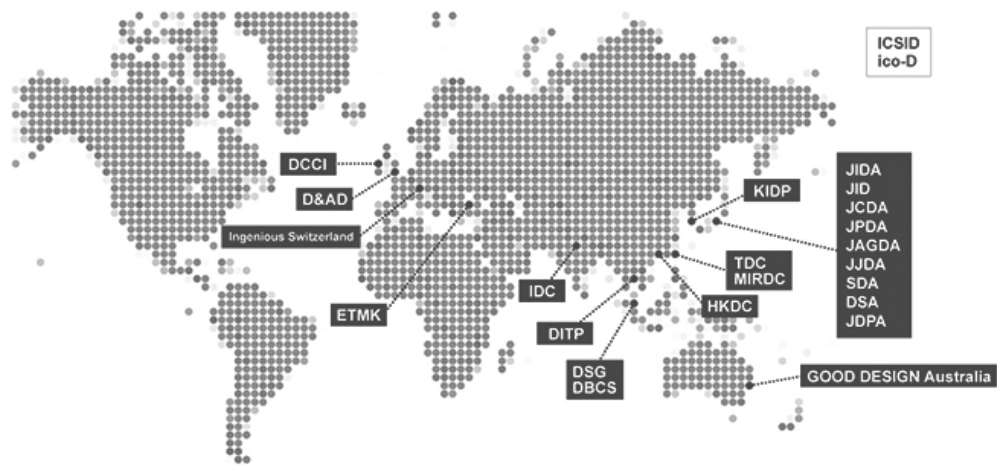 ICSID
ico-D
DCCI
D&AD
Ingenious Switzerland
ETMK
IDC
DITP
DSG
DBCS
KIDP
TDC
MIRDC
HKDC
JIDA
JID
JCDA
JPDA
JAGDA
JJDA
SDA
DSA
JDPA
GOOD DESIGN Australia